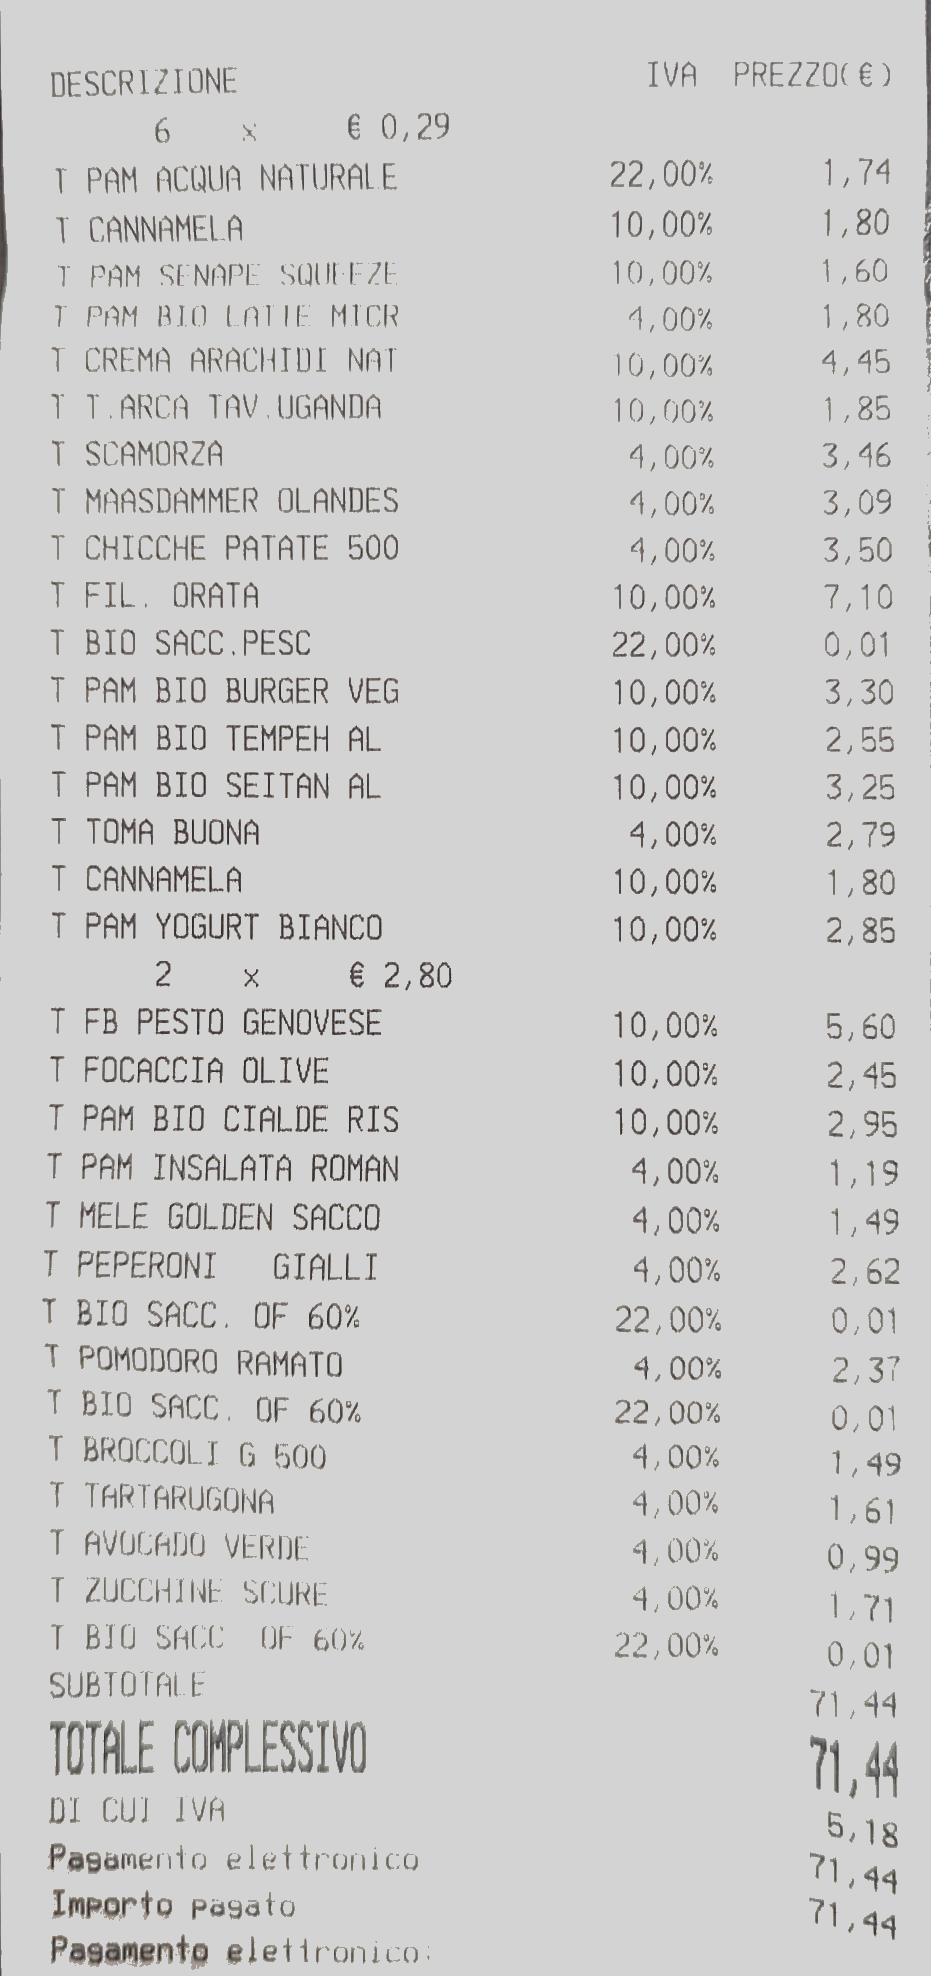 DESCRIZIONE IVA PREZZO(€)
6 x € 0,29
T PAM ACQUA NATURALE 22,00% 1,74
T CANNAMELA 10,00% 1,80
T PAM SENAPE SQUEEZE 10,00% 1,60
T PAM BIO LATTE MICR 4,00% 1,80
T CREMA ARACHIDI NAT 10,00% 4,45
T T.ARCA TAV.UGANDA 10,00% 1,85
T SCAMORZA 4,00% 3,46
T MAASDAMMER OLANDES 4,00% 3,09
T CHICCHE PATATE 500 4,00% 3,50
T FIL. ORATA 10,00% 7,10
T BIO SACC.PESC 22,00% 0,01
T PAM BIO BURGER VEG 10,00% 3,30
T PAM BIO TEMPEH AL 10,00% 2,55
T PAM BIO SEITAN AL 10,00% 3,25
T TOMA BUONA 4,00% 2,79
T CANNAMELA 10,00% 1,80
T PAM YOGURT BIANCO 10,00% 2,85
2 x € 2,80
T FB PESTO GENOVESE 10,00% 5,60
T FOCACCIA OLIVE 10,00% 2,45
T PAM BIO CIALDE RIS 10,00% 2,95
T PAM INSALATA ROMAN 4,00% 1,19
T MELE GOLDEN SACCO 4,00% 1,49
T PEPERONI GIALLI 4,00% 2,62
T BIO SACC. OF 60% 22,00% 0,01
T POMODORO RAMATO 4,00% 2,37
T BIO SACC. OF 60% 22,00% 0,01
T BROCCOLI G 500 4,00% 1,49
T TARTARUGONA 4,00% 1,61
T AVOCADO VERDE 4,00% 0,99
T ZUCCHINE SCURE 4,00% 1,71
T BIO SACC OF 60% 22,00% 0,01
SUBTOTALE 71,44
TOTALE COMPLESSIVO 71,44
DI CUI IVA 5,18
Pagamento elettronico 71,44
Importo pagato 71,44
Pagamento elettronico: